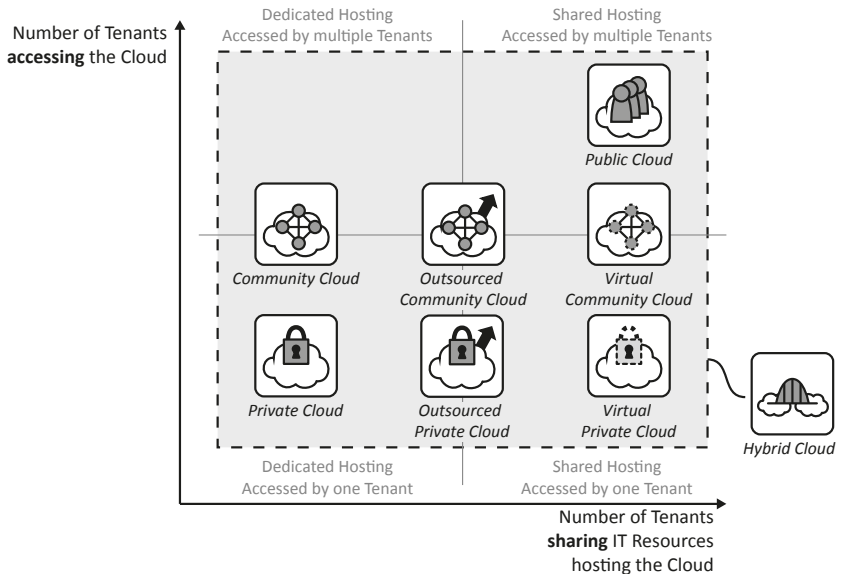 Number of Tenants
accessing the Cloud
Dedicated Hosting
Accessed by multiple Tenants
Shared Hosting
Accessed by multiple Tenants
Public Cloud
Community Cloud
Outsourced
Community Cloud
Virtual
Community Cloud
Private Cloud
Outsourced
Private Cloud
Virtual
Private Cloud
Hybrid Cloud
Dedicated Hosting
Accessed by one Tenant
Shared Hosting
Accessed by one Tenant
Number of Tenants
sharing IT Resources
hosting the Cloud